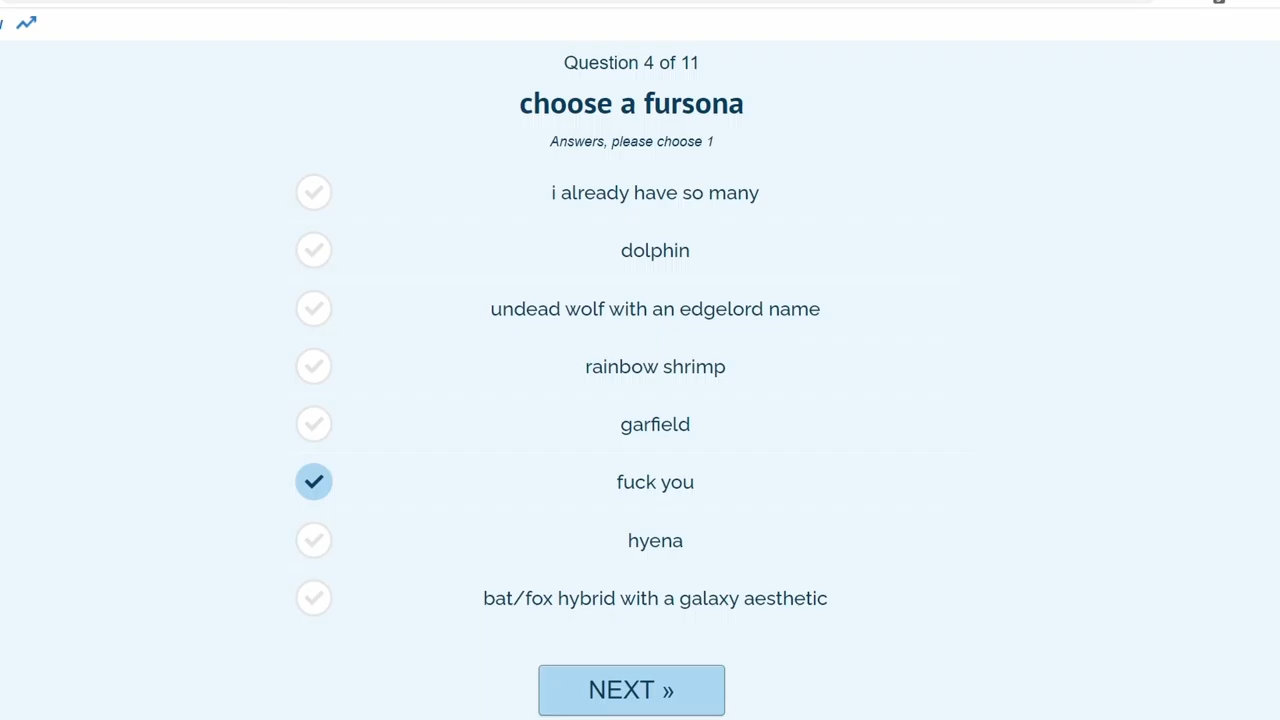 Question 4 of 11
choose a fursona
Answers, please choose 1
i already have so many
dolphin
undead wolf with an edgelord name
rainbow shrimp
garfield
fuck you
hyena
bat/fox hybrid with a galaxy aesthetic
NEXT »